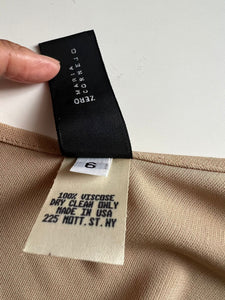 ZERO
MARIA
CORNEJO
6
100% VISCOSE
DRY CLEAN ONLY
MADE IN USA
225 MOTT.ST.NY